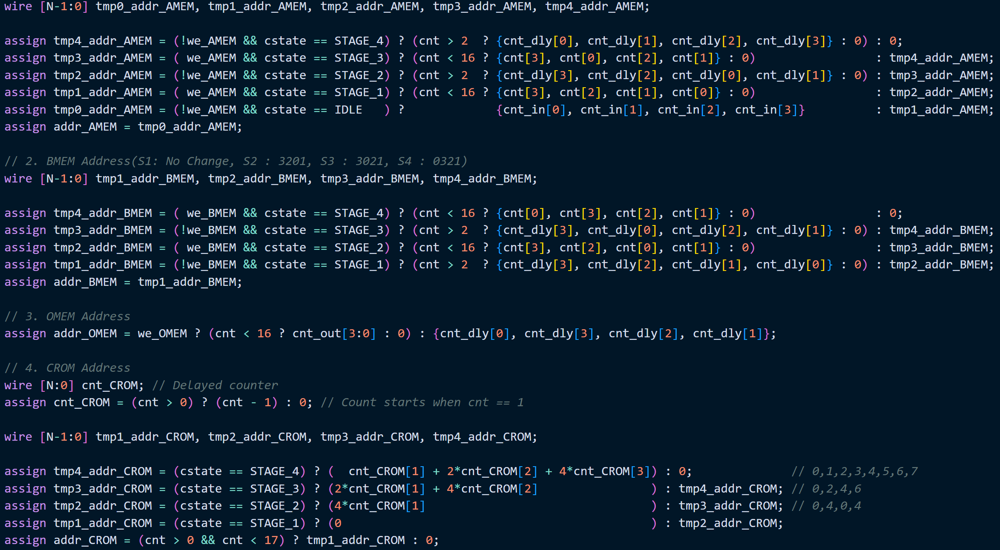 wire [N-1:0] tmp0_addr_AMEM, tmp1_addr_AMEM, tmp2_addr_AMEM, tmp3_addr_AMEM, tmp4_addr_AMEM;
assign tmp4_addr_AMEM = (!we_AMEM && cstate == STAGE_4) ? (cnt > 2  ? {cnt_dly[0], cnt_dly[1], cnt_dly[2], cnt_dly[3]} : 0) : 0;
assign tmp3_addr_AMEM = ( we_AMEM && cstate == STAGE_3) ? (cnt < 16 ? {cnt[3], cnt[0], cnt[2], cnt[1]} : 0)                 : tmp4_addr_AMEM;
assign tmp2_addr_AMEM = (!we_AMEM && cstate == STAGE_2) ? (cnt > 2  ? {cnt_dly[3], cnt_dly[2], cnt_dly[0], cnt_dly[1]} : 0) : tmp3_addr_AMEM;
assign tmp1_addr_AMEM = ( we_AMEM && cstate == STAGE_1) ? (cnt < 16 ? {cnt[3], cnt[2], cnt[1], cnt[0]} : 0)                 : tmp2_addr_AMEM;
assign tmp0_addr_AMEM = (!we_AMEM && cstate == IDLE   ) ?             {cnt_in[0], cnt_in[1], cnt_in[2], cnt_in[3]}          : tmp1_addr_AMEM;
assign addr_AMEM = tmp0_addr_AMEM;
// 2. BMEM Address(S1: No Change, S2 : 3201, S3 : 3021, S4 : 0321)
wire [N-1:0] tmp1_addr_BMEM, tmp2_addr_BMEM, tmp3_addr_BMEM, tmp4_addr_BMEM;
assign tmp4_addr_BMEM = ( we_BMEM && cstate == STAGE_4) ? (cnt < 16 ? {cnt[0], cnt[3], cnt[2], cnt[1]} : 0)                 : 0;
assign tmp3_addr_BMEM = (!we_BMEM && cstate == STAGE_3) ? (cnt > 2  ? {cnt_dly[3], cnt_dly[0], cnt_dly[2], cnt_dly[1]} : 0) : tmp4_addr_BMEM;
assign tmp2_addr_BMEM = ( we_BMEM && cstate == STAGE_2) ? (cnt < 16 ? {cnt[3], cnt[2], cnt[0], cnt[1]} : 0)                 : tmp3_addr_BMEM;
assign tmp1_addr_BMEM = (!we_BMEM && cstate == STAGE_1) ? (cnt > 2  ? {cnt_dly[3], cnt_dly[2], cnt_dly[1], cnt_dly[0]} : 0) : tmp2_addr_BMEM;
assign addr_BMEM = tmp1_addr_BMEM;
// 3. OMEM Address
assign addr_OMEM = we_OMEM ? (cnt < 16 ? cnt_out[3:0] : 0) : {cnt_dly[0], cnt_dly[3], cnt_dly[2], cnt_dly[1]};
// 4. CROM Address
wire [N:0] cnt_CROM; // Delayed counter
assign cnt_CROM = (cnt > 0) ? (cnt - 1) : 0; // Count starts when cnt == 1
wire [N-1:0] tmp1_addr_CROM, tmp2_addr_CROM, tmp3_addr_CROM, tmp4_addr_CROM;
assign tmp4_addr_CROM = (cstate == STAGE_4) ? (  cnt_CROM[1] + 2*cnt_CROM[2] + 4*cnt_CROM[3]) : 0;              // 0,1,2,3,4,5,6,7
assign tmp3_addr_CROM = (cstate == STAGE_3) ? (2*cnt_CROM[1] + 4*cnt_CROM[2]                ) : tmp4_addr_CROM; // 0,2,4,6
assign tmp2_addr_CROM = (cstate == STAGE_2) ? (4*cnt_CROM[1]                                ) : tmp3_addr_CROM; // 0,4,0,4
assign tmp1_addr_CROM = (cstate == STAGE_1) ? (0                                            ) : tmp2_addr_CROM;
assign addr_CROM = (cnt > 0 && cnt < 17) ? tmp1_addr_CROM : 0;